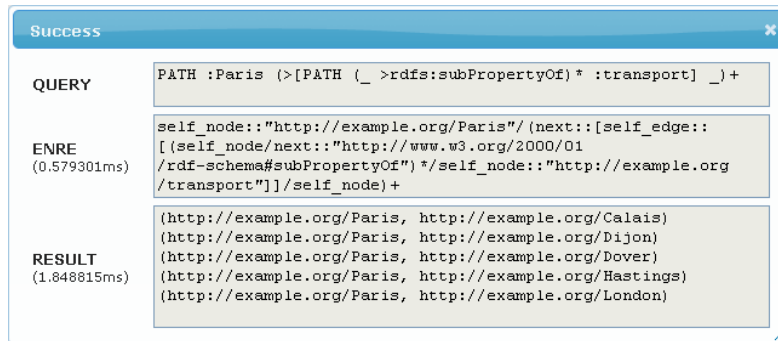 Success
QUERY
PATH :Paris (>[PATH (_ >rdfs:subPropertyOf)* :transport] _)+
ENRE
(0.579301ms)
self_node::"http://example.org/Paris"/(next::[self_edge::
[(self_node/next::"http://www.w3.org/2000/01
/rdf-schema#subPropertyOf")*/self_node::"http://example.org
/transport"]]/self_node)+
RESULT
(1.848815ms)
(http://example.org/Paris, http://example.org/Calais)
(http://example.org/Paris, http://example.org/Dijon)
(http://example.org/Paris, http://example.org/Dover)
(http://example.org/Paris, http://example.org/Hastings)
(http://example.org/Paris, http://example.org/London)